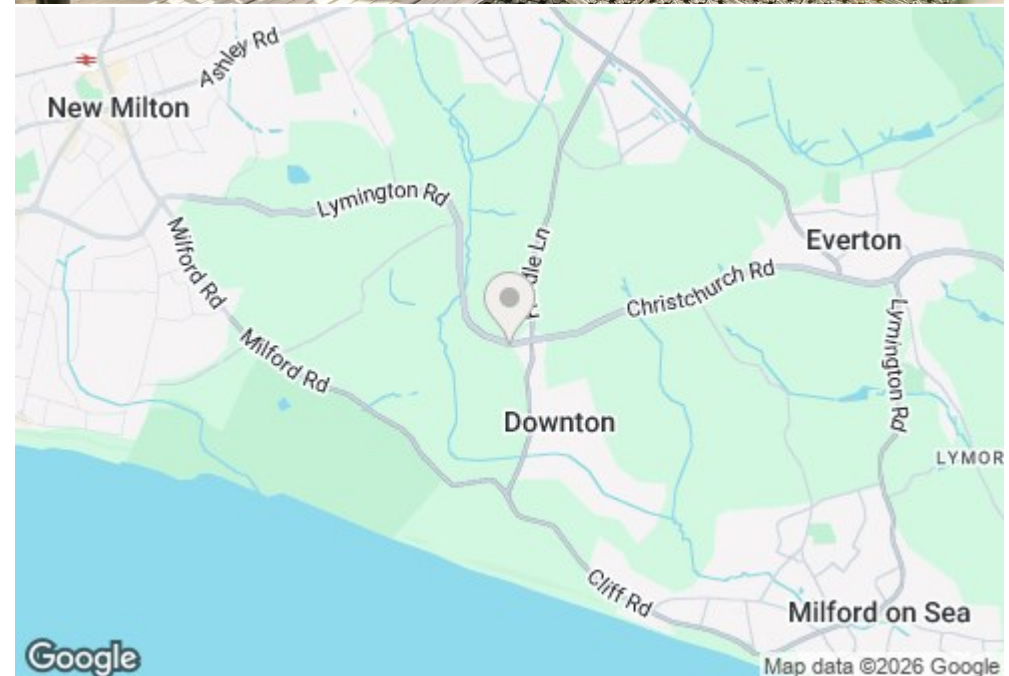 Ashley Rd
New Milton
Lymington Rd
Everton
Milford Rd
Christchurch Rd
Lymington Rd
Milford Rd
Downton
LYMOR
Cliff Rd
Milford on Sea
Google
Map data ©2026 Google